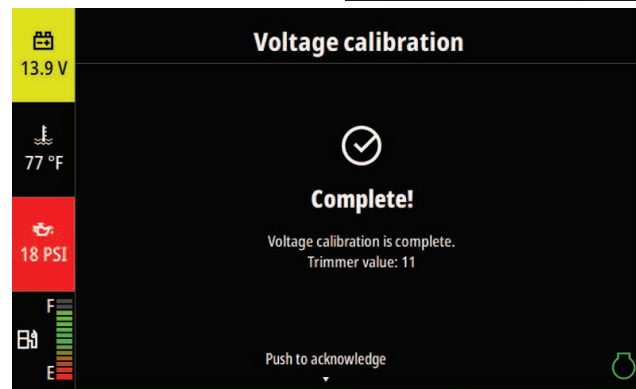 Voltage calibration
13.9 V
77 °F
18 PSI
F
E
Complete!
Voltage calibration is complete.
Trimmer value: 11
Push to acknowledge